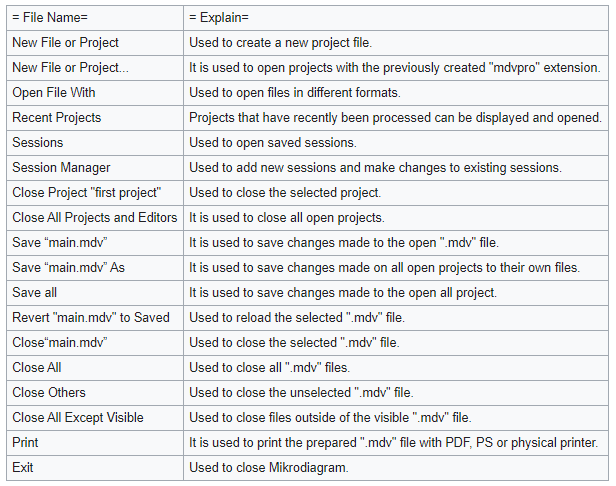 = File Name= = Explain=
New File or Project Used to create a new project file.
New File or Project... It is used to open projects with the previously created "mdvpro" extension.
Open File With Used to open files in different formats.
Recent Projects Projects that have recently been processed can be displayed and opened.
Sessions Used to open saved sessions.
Session Manager Used to add new sessions and make changes to existing sessions.
Close Project "first project" Used to close the selected project.
Close All Projects and Editors It is used to close all open projects.
Save “main.mdv” It is used to save changes made to the open ".mdv" file.
Save “main.mdv” As It is used to save changes made on all open projects to their own files.
Save all It is used to save changes made to the open all project.
Revert "main.mdv" to Saved Used to reload the selected ".mdv" file.
Close“main.mdv” Used to close the selected ".mdv" file.
Close All Used to close all ".mdv" files.
Close Others Used to close the unselected ".mdv" file.
Close All Except Visible Used to close files outside of the visible ".mdv" file.
Print It is used to print the prepared ".mdv" file with PDF, PS or physical printer.
Exit Used to close Mikrodiagram.